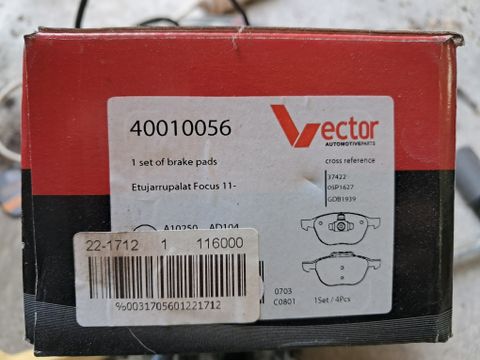 40010056
Vector
AUTOMOTIVEPARTS
1 set of brake pads
cross reference
Etujarrupalat Focus 11-
37422
05P1627
GDB1939
A10250 AD104
22-1712 1 116000
%0031705601221712
0703
C0801
1Set / 4Pcs